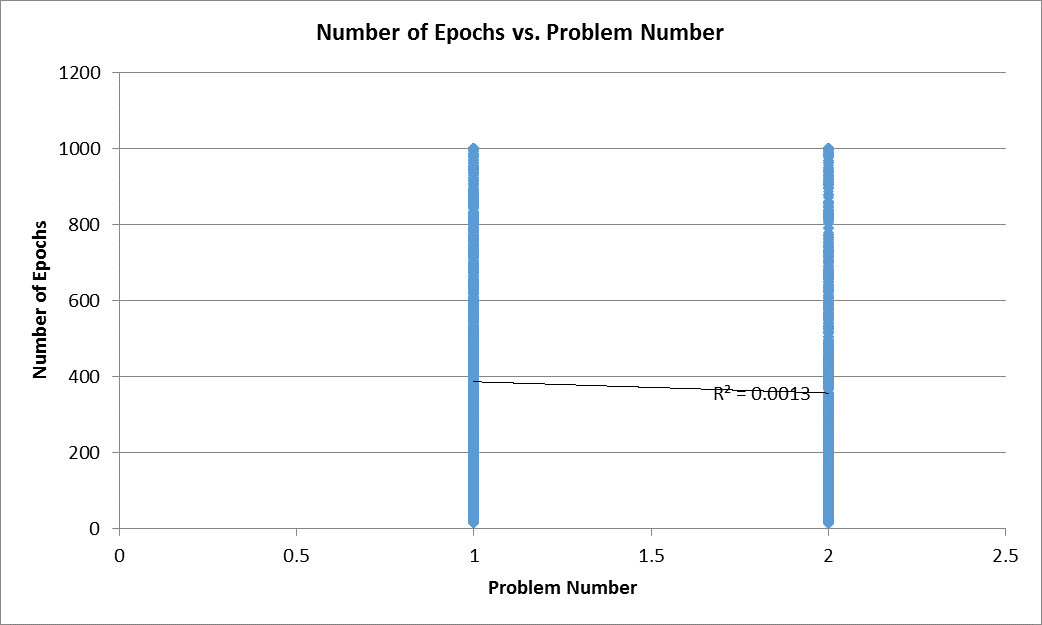 Number of Epochs vs. Problem Number
1200
1000
800
600
400
200
0
Number of Epochs
R² = 0.0013
0 0.5 1 1.5 2 2.5
Problem Number